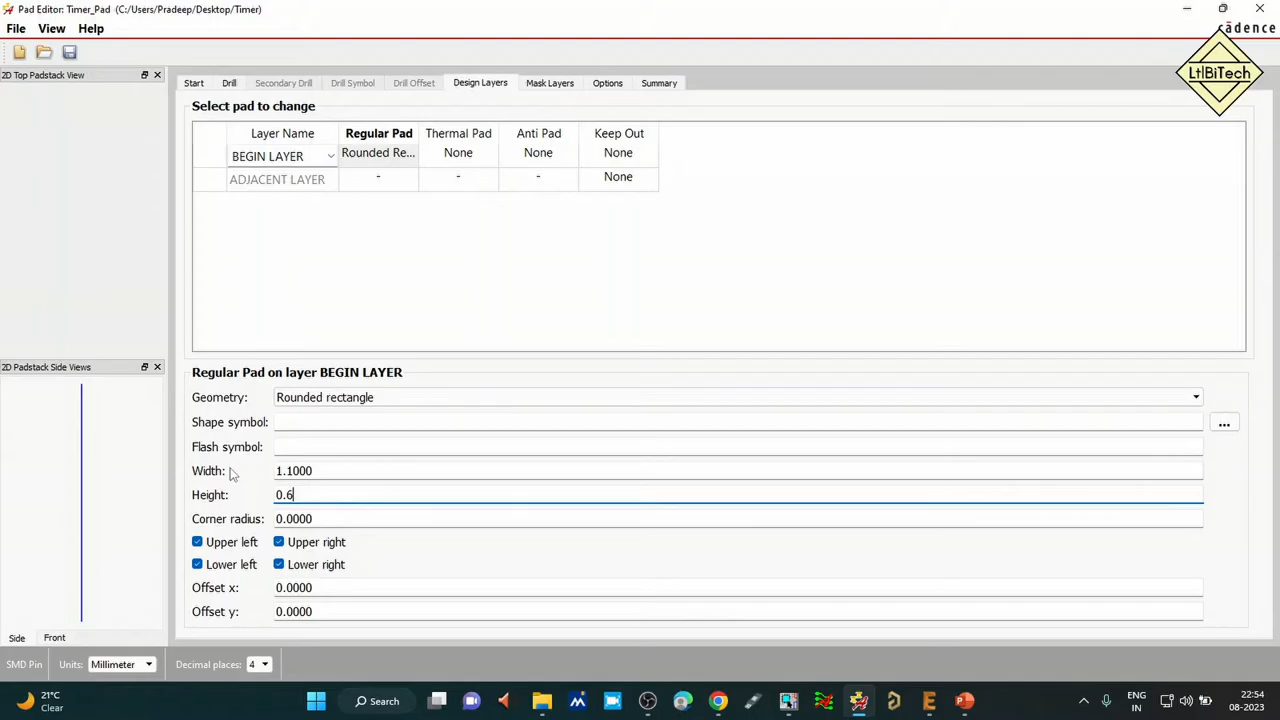 Pad Editor: Timer_Pad (C:/Users/Pradeep/Desktop/Timer)
File View Help
cādence
LtlBiTech
2D Top Padstack View
Start Drill Secondary Drill Drill Symbol Drill Offset Design Layers Mask Layers Options Summary
Select pad to change
Layer Name Regular Pad Thermal Pad Anti Pad Keep Out
BEGIN LAYER Rounded Re... None None None
ADJACENT LAYER - - - None
2D Padstack Side Views
Regular Pad on layer BEGIN LAYER
Geometry: Rounded rectangle
Shape symbol: ...
Flash symbol:
Width: 1.1000
Height: 0.6
Corner radius: 0.0000
Upper left Upper right
Lower left Lower right
Offset x: 0.0000
Offset y: 0.0000
Side Front
SMD Pin Units: Millimeter Decimal places: 4
21°C
Clear
Search
ENG
IN
22:54
08-2023